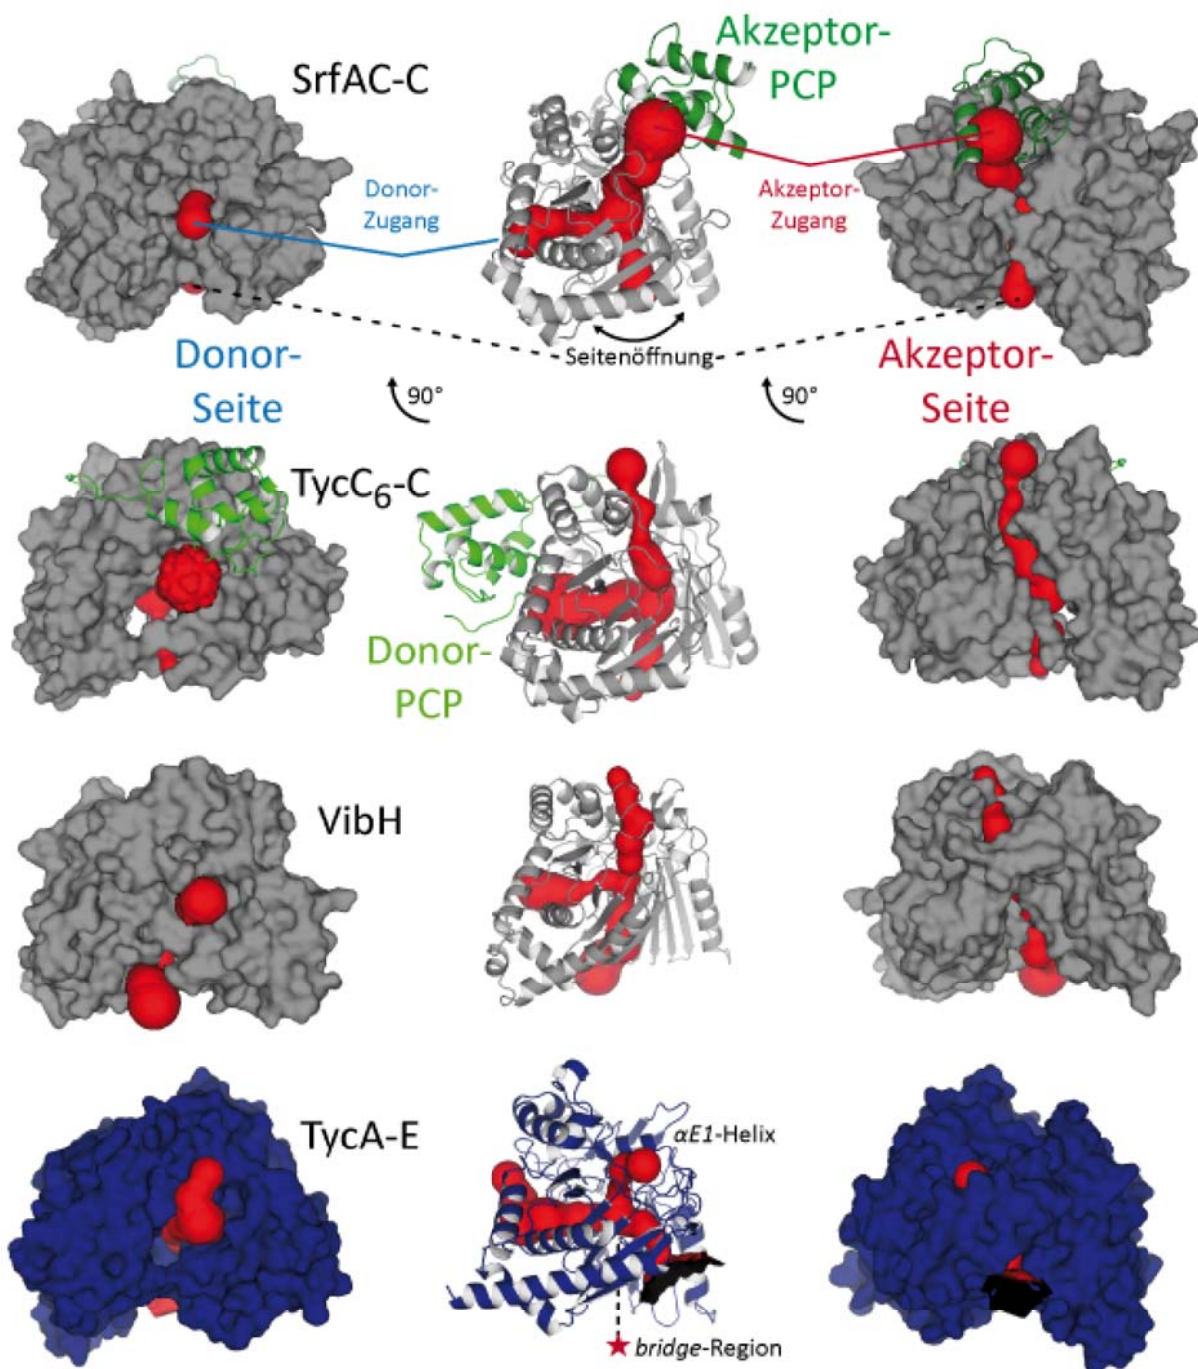 SrfAC-C
Akzeptor-
PCP
Donor-
Zugang
Akzeptor-
Zugang
Seitenöffnung
Donor-
Seite
90°
90°
Akzeptor-
Seite
TycC6-C
Donor-
PCP
VibH
TycA-E
αE1-Helix
bridge-Region